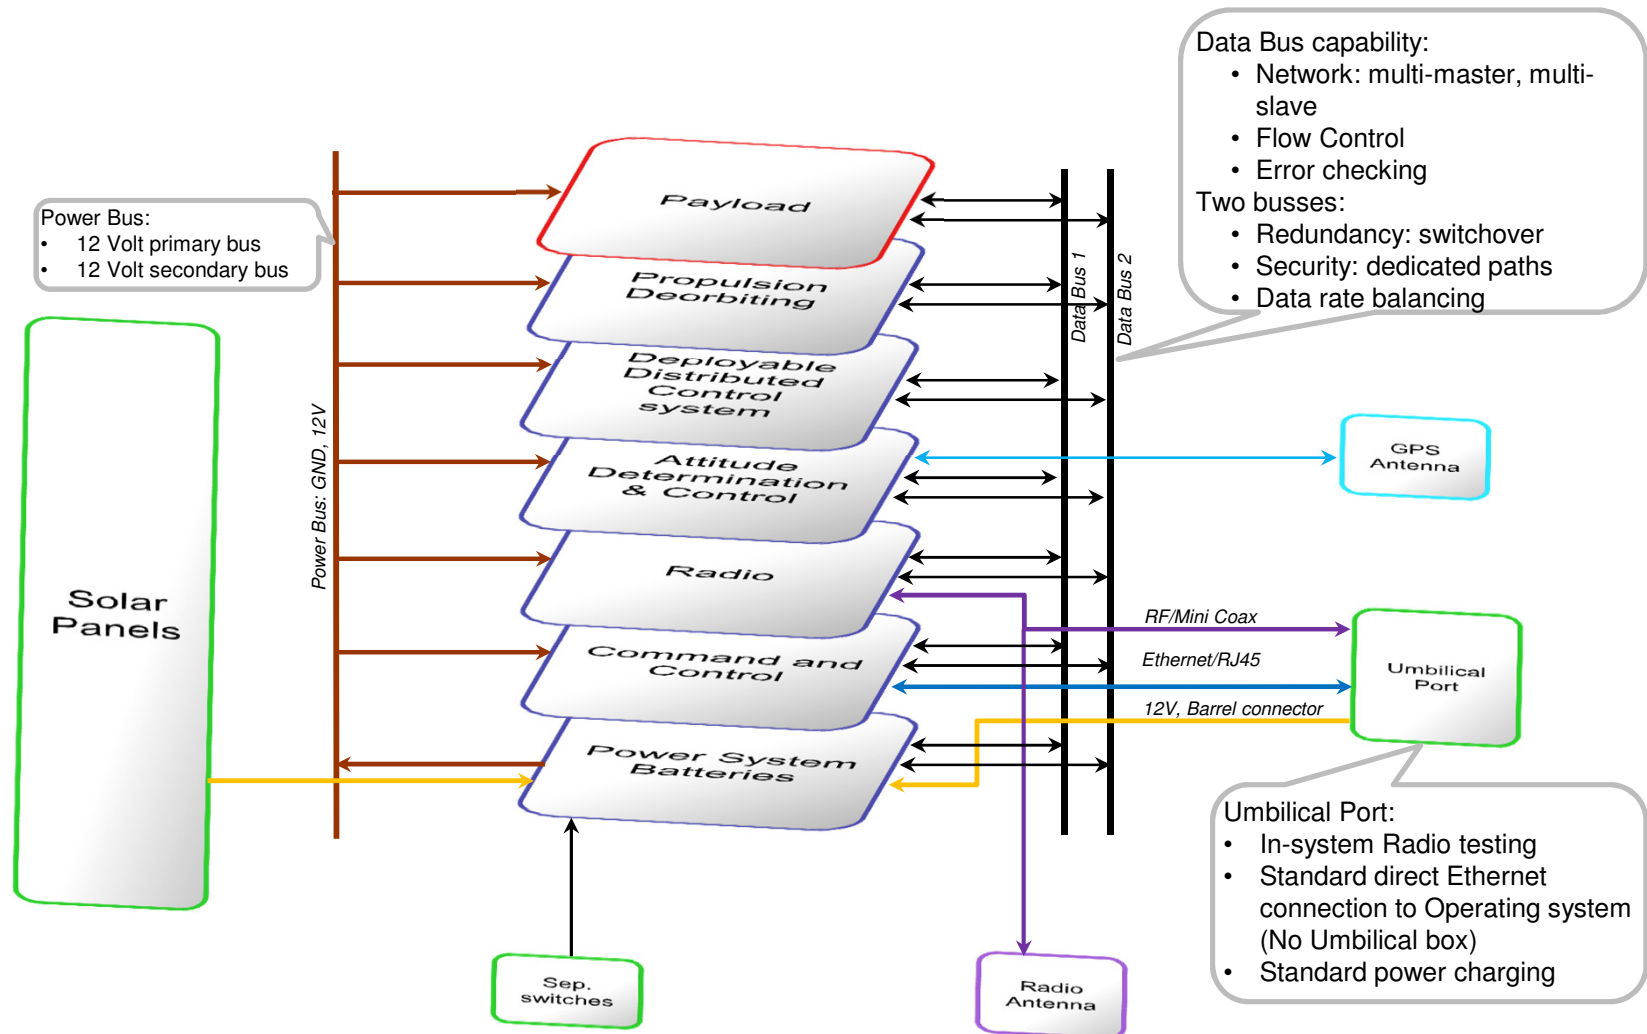 Data Bus capability:
• Network: multi-master, multi-
slave
• Flow Control
• Error checking
Two busses:
• Redundancy: switchover
• Security: dedicated paths
• Data rate balancing
Power Bus:
• 12 Volt primary bus
• 12 Volt secondary bus
Payload
Propulsion
Deorbiting
Deployable
Distributed
Control
system
Attitude
Determination
& Control
Radio
Command and
Control
Power System
Batteries
Power Bus: GND, 12V
Data Bus 1
Data Bus 2
Solar
Panels
GPS
Antenna
RF/Mini Coax
Ethernet/RJ45
12V, Barrel connector
Umbilical
Port
Umbilical Port:
• In-system Radio testing
• Standard direct Ethernet
connection to Operating system
(No Umbilical box)
• Standard power charging
Sep.
switches
Radio
Antenna